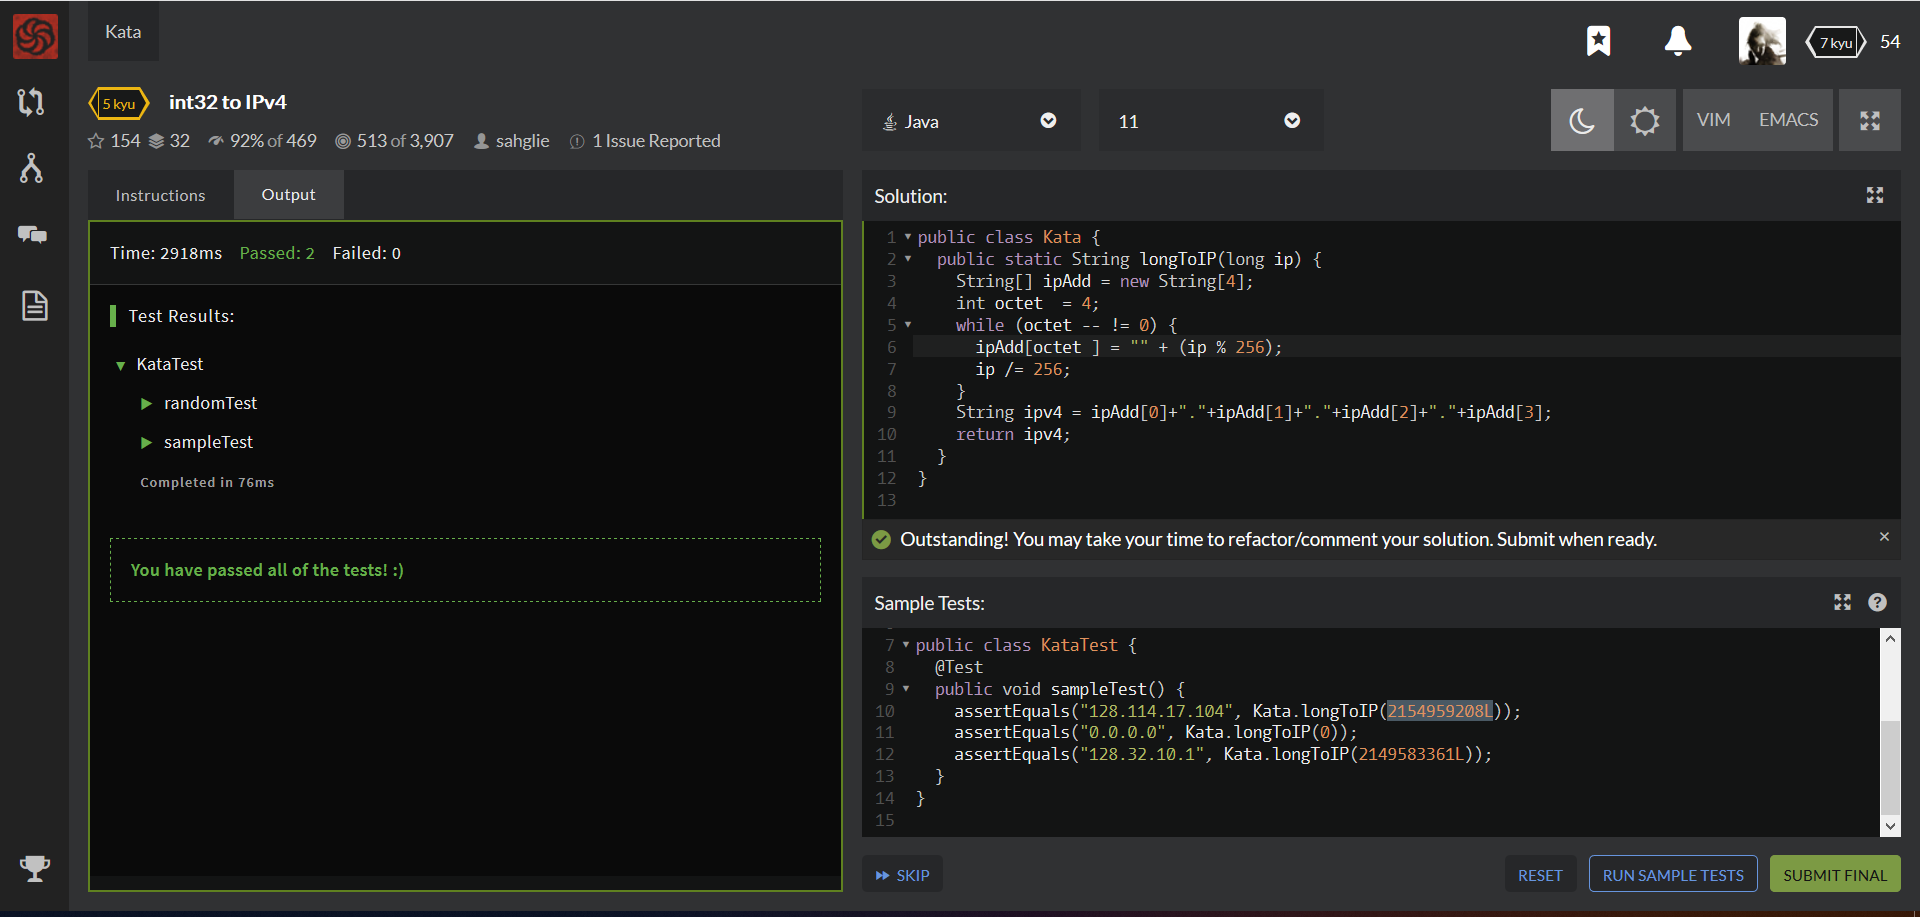 Kata
7 kyu 54
5 kyu int32 to IPv4
154 32 92% of 469 513 of 3,907 sahglie 1 Issue Reported
Java 11 VIM EMACS
Instructions Output
Time: 2918ms Passed: 2 Failed: 0
Test Results:
KataTest
randomTest
sampleTest
Completed in 76ms
You have passed all of the tests! :)
Solution:
1 public class Kata {
2 public static String longToIP(long ip) {
3 String[] ipAdd = new String[4];
4 int octet  = 4;
5 while (octet -- != 0) {
6 ipAdd[octet ] = "" + (ip % 256);
7 ip /= 256;
8 }
9 String ipv4 = ipAdd[0]+"."+ipAdd[1]+"."+ipAdd[2]+"."+ipAdd[3];
10 return ipv4;
11 }
12 }
13
Outstanding! You may take your time to refactor/comment your solution. Submit when ready.
Sample Tests:
7 public class KataTest {
8 @Test
9 public void sampleTest() {
10 assertEquals("128.114.17.104", Kata.longToIP(2154959208L));
11 assertEquals("0.0.0.0", Kata.longToIP(0));
12 assertEquals("128.32.10.1", Kata.longToIP(2149583361L));
13 }
14 }
15
SKIP RESET RUN SAMPLE TESTS SUBMIT FINAL